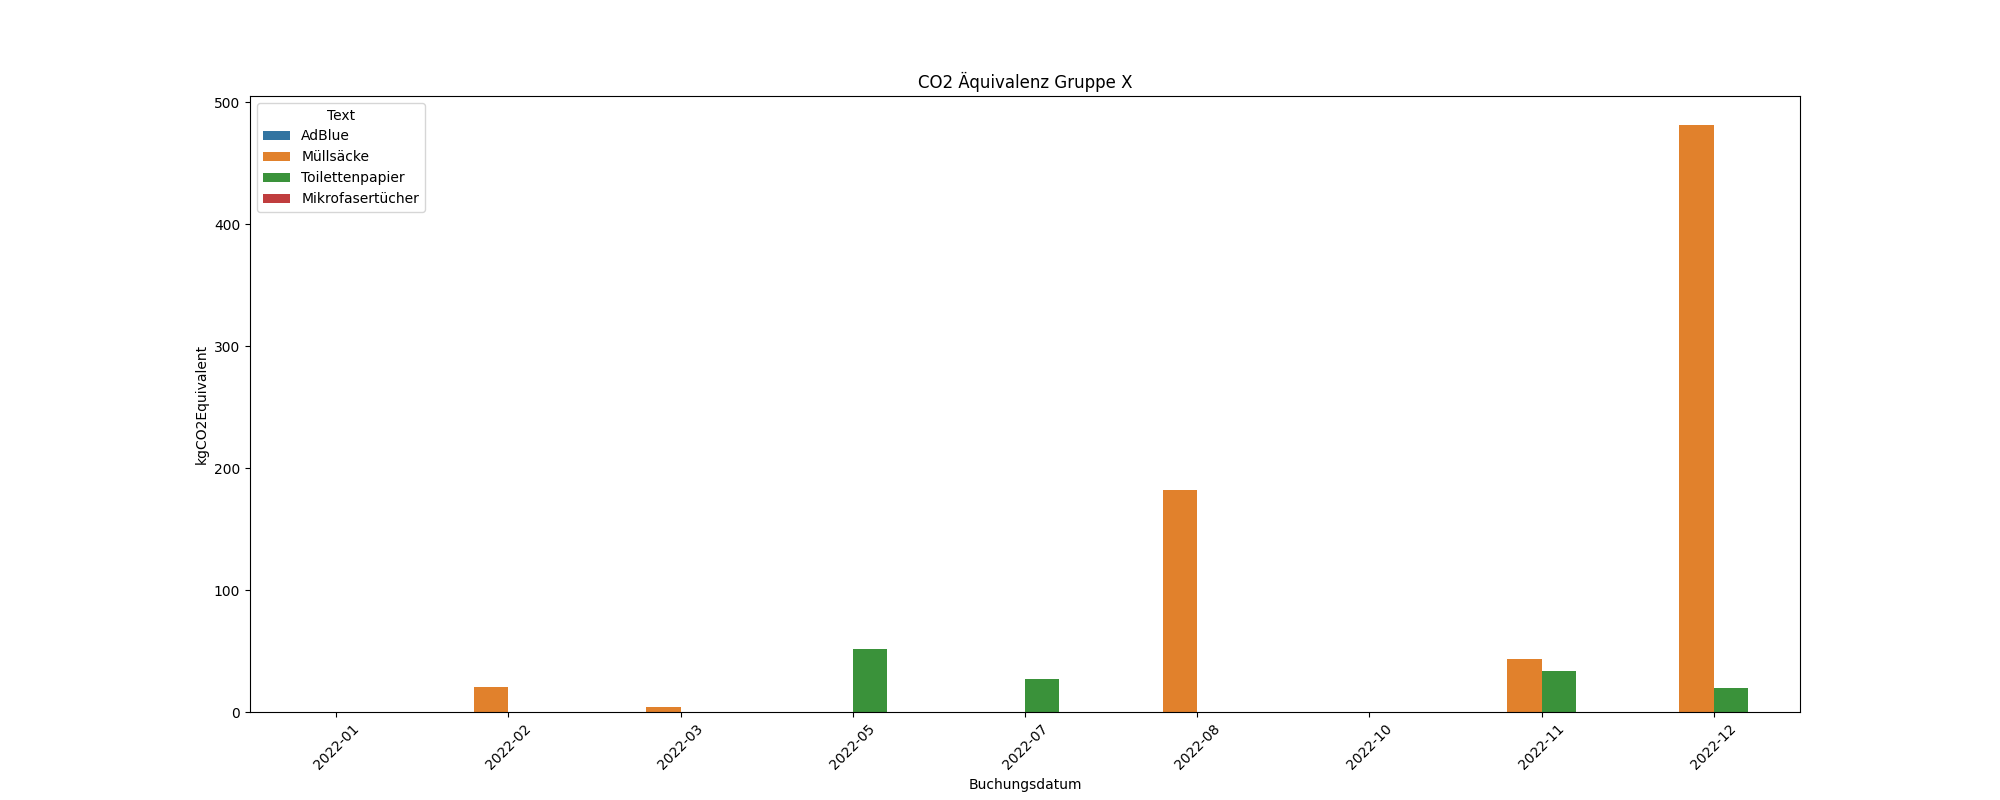 CO2 Äquivalenz Gruppe X
Text
AdBlue
Müllsäcke
Toilettenpapier
Mikrofasertücher
500
400
300
200
100
0
kgCO2Equivalent
2022-01
2022-02
2022-03
2022-05
2022-07
2022-08
2022-10
2022-11
2022-12
Buchungsdatum